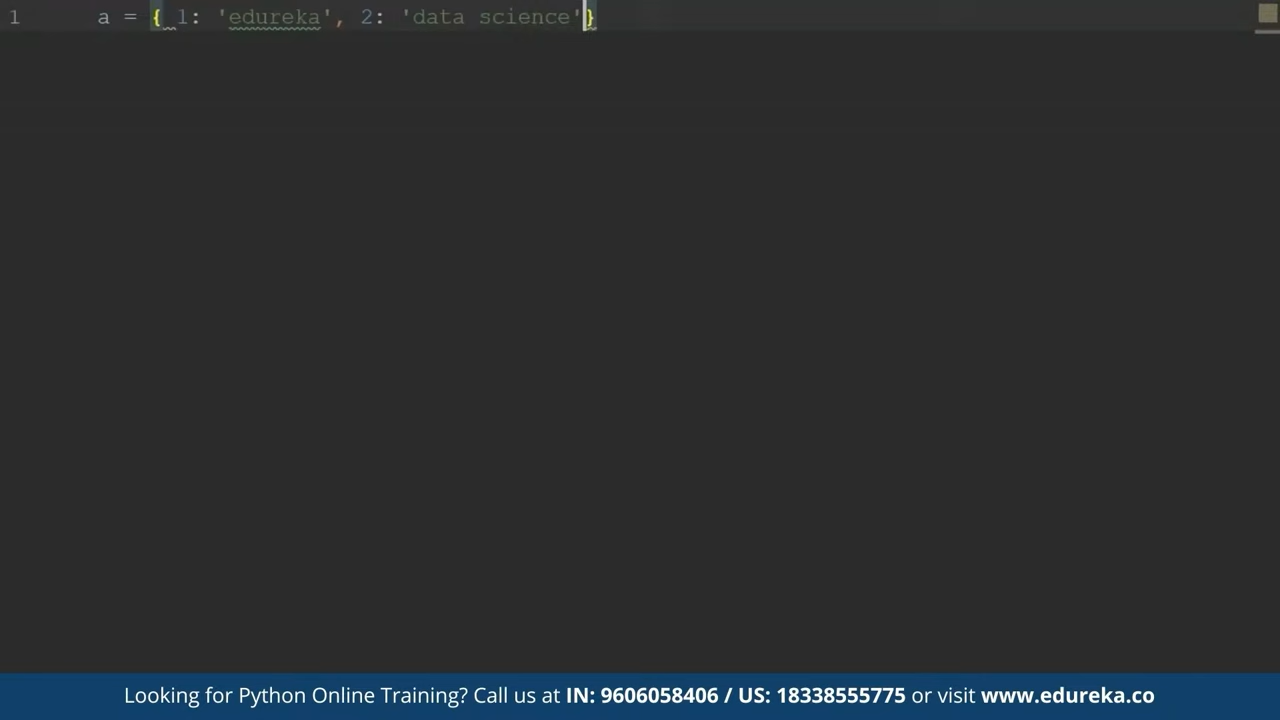 1 a = { 1: 'edureka', 2: 'data science'}
Looking for Python Online Training? Call us at IN: 9606058406 / US: 18338555775 or visit www.edureka.co